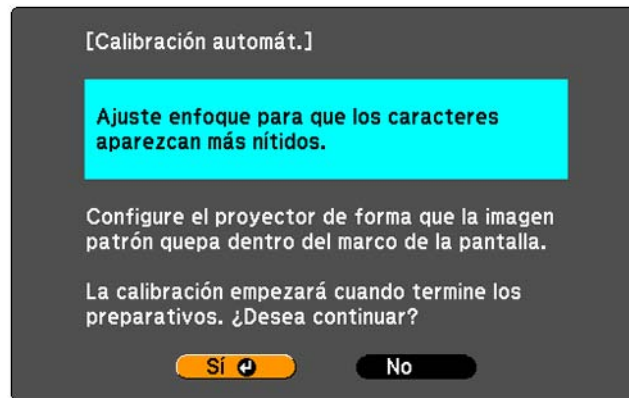 [Calibración automát.]
Ajuste enfoque para que los caracteres
aparezcan más nítidos.
Configure el proyector de forma que la imagen
patrón quepa dentro del marco de la pantalla.
La calibración empezará cuando termine los
preparativos. ¿Desea continuar?
Sí
No